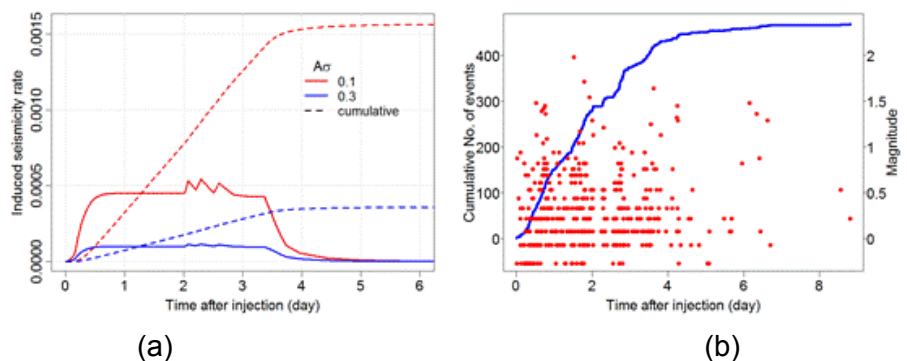 0.0015
0.0010
0.0005
0.0000
Induced seismicity rate
Aσ
0.1
0.3
cumulative
0 1 2 3 4 5 6
Time after injection (day)
(a)
400
300
200
100
0
Cumulative No. of events
2
1.5
1
0.5
0
Magnitude
0 2 4 6 8
Time after injection (day)
(b)